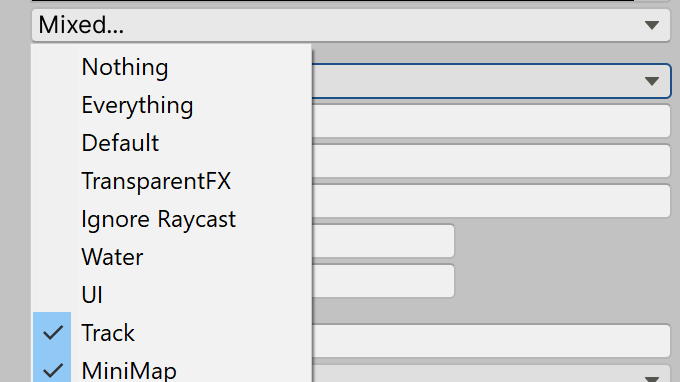 Mixed...
Nothing
Everything
Default
TransparentFX
Ignore Raycast
Water
UI
Track
MiniMap